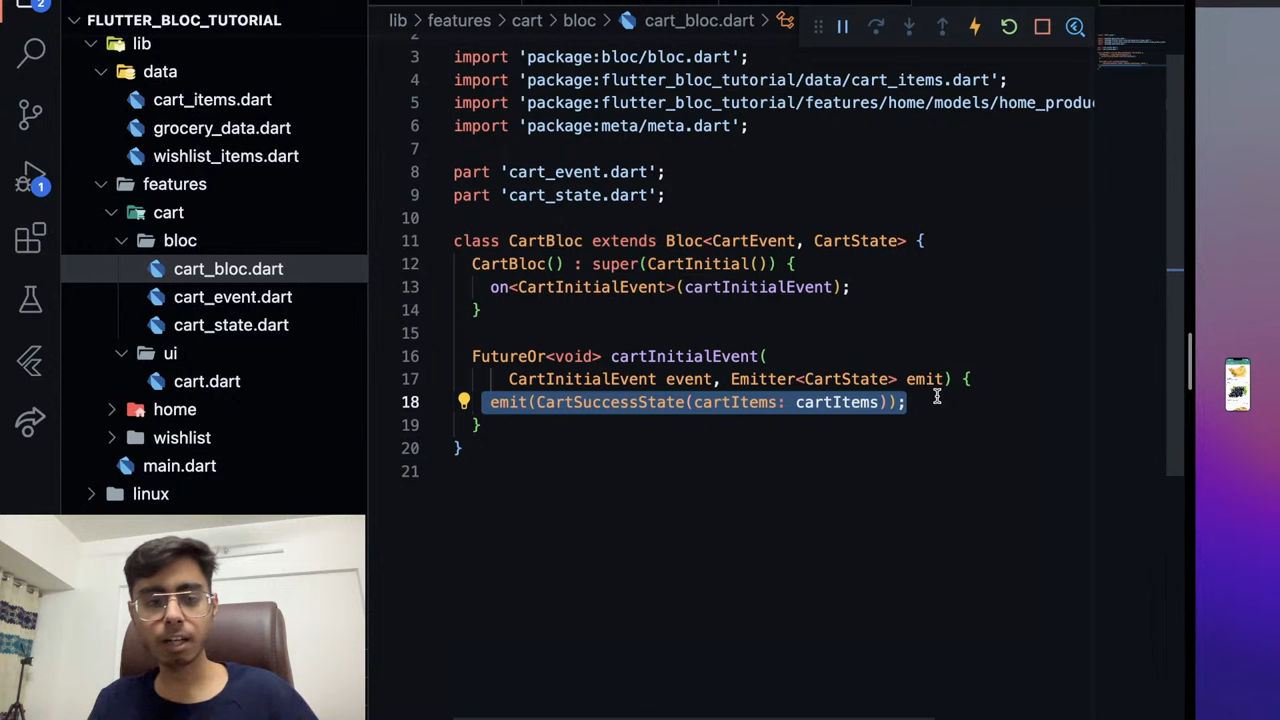 2
FLUTTER_BLOC_TUTORIAL
lib
data
cart_items.dart
grocery_data.dart
wishlist_items.dart
features
cart
bloc
cart_bloc.dart
cart_event.dart
cart_state.dart
ui
cart.dart
home
wishlist
main.dart
linux
1
lib > features > cart > bloc > cart_bloc.dart >
2
3 import 'package:bloc/bloc.dart';
4 import 'package:flutter_bloc_tutorial/data/cart_items.dart';
5 import 'package:flutter_bloc_tutorial/features/home/models/home_produc
6 import 'package:meta/meta.dart';
7
8 part 'cart_event.dart';
9 part 'cart_state.dart';
10
11 class CartBloc extends Bloc<CartEvent, CartState> {
12 CartBloc() : super(CartInitial()) {
13 on<CartInitialEvent>(cartInitialEvent);
14 }
15
16 FutureOr<void> cartInitialEvent(
17 CartInitialEvent event, Emitter<CartState> emit) {
18 emit(CartSuccessState(cartItems: cartItems));
19 }
20 }
21